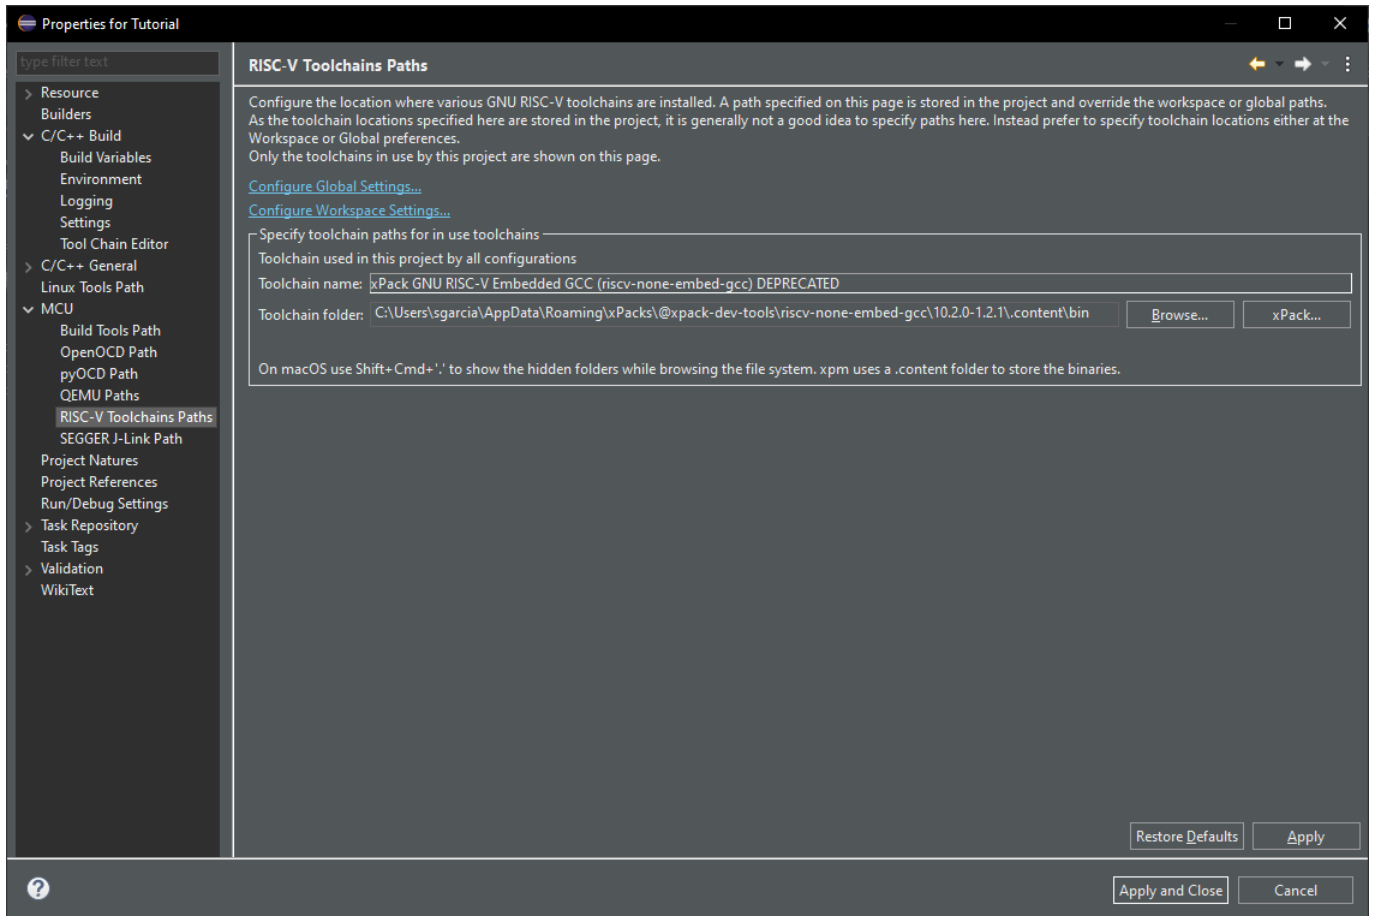 Properties for Tutorial
type filter text
Resource
Builders
C/C++ Build
Build Variables
Environment
Logging
Settings
Tool Chain Editor
C/C++ General
Linux Tools Path
MCU
Build Tools Path
OpenOCD Path
pyOCD Path
QEMU Paths
RISC-V Toolchains Paths
SEGGER J-Link Path
Project Natures
Project References
Run/Debug Settings
Task Repository
Task Tags
Validation
WikiText
RISC-V Toolchains Paths
Configure the location where various GNU RISC-V toolchains are installed. A path specified on this page is stored in the project and override the workspace or global paths.
As the toolchain locations specified here are stored in the project, it is generally not a good idea to specify paths here. Instead prefer to specify toolchain locations either at the
Workspace or Global preferences.
Only the toolchains in use by this project are shown on this page.
Configure Global Settings...
Configure Workspace Settings...
Specify toolchain paths for in use toolchains
Toolchain used in this project by all configurations
Toolchain name: xPack GNU RISC-V Embedded GCC (riscv-none-embed-gcc) DEPRECATED
Toolchain folder: C:\Users\sgarcia\AppData\Roaming\xPacks\@xpack-dev-tools\riscv-none-embed-gcc\10.2.0-1.2.1\.content\bin Browse... xPack...
On macOS use Shift+Cmd+'.' to show the hidden folders while browsing the file system. xpm uses a .content folder to store the binaries.
Restore Defaults Apply
? Apply and Close Cancel